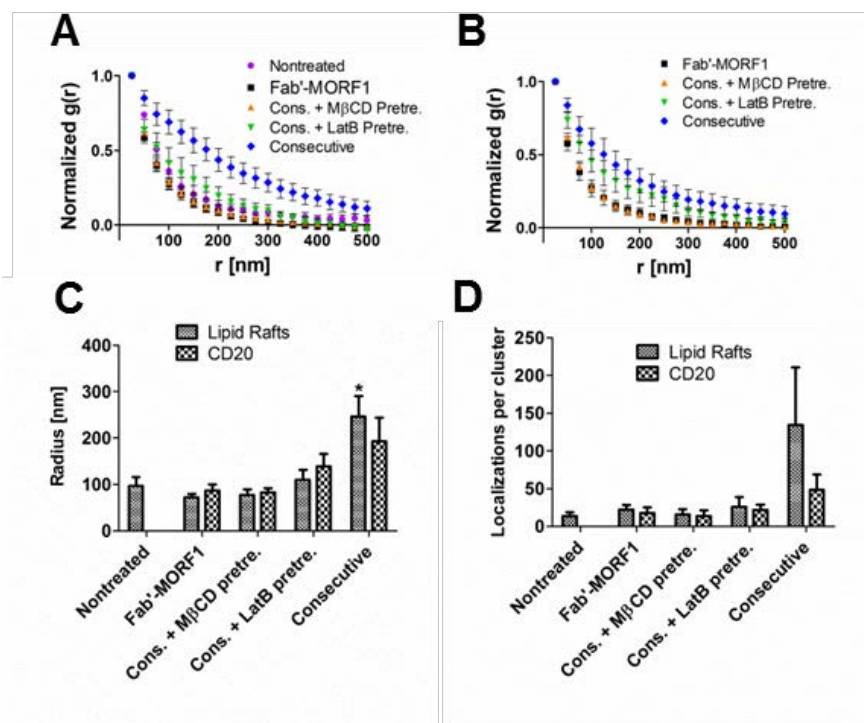 A
Normalized g(r)
1.0
0.5
0.0
100
200
300
400
500
r [nm]
Nontreated
Fab'-MORF1
Cons. + MβCD Pretre.
Cons. + LatB Pretre.
Consecutive
B
Normalized g(r)
1.0
0.5
0.0
100
200
300
400
500
r [nm]
Fab'-MORF1
Cons. + MβCD Pretre.
Cons. + LatB Pretre.
Consecutive
C
Radius [nm]
400
300
200
100
0
Lipid Rafts
CD20
*
Nontreated
Fab'-MORF1
Cons. + MβCD pretre.
Cons. + LatB pretre.
Consecutive
D
Localizations per cluster
250
200
150
100
50
0
Lipid Rafts
CD20
Nontreated
Fab'-MORF1
Cons. + MβCD pretre.
Cons. + LatB pretre.
Consecutive